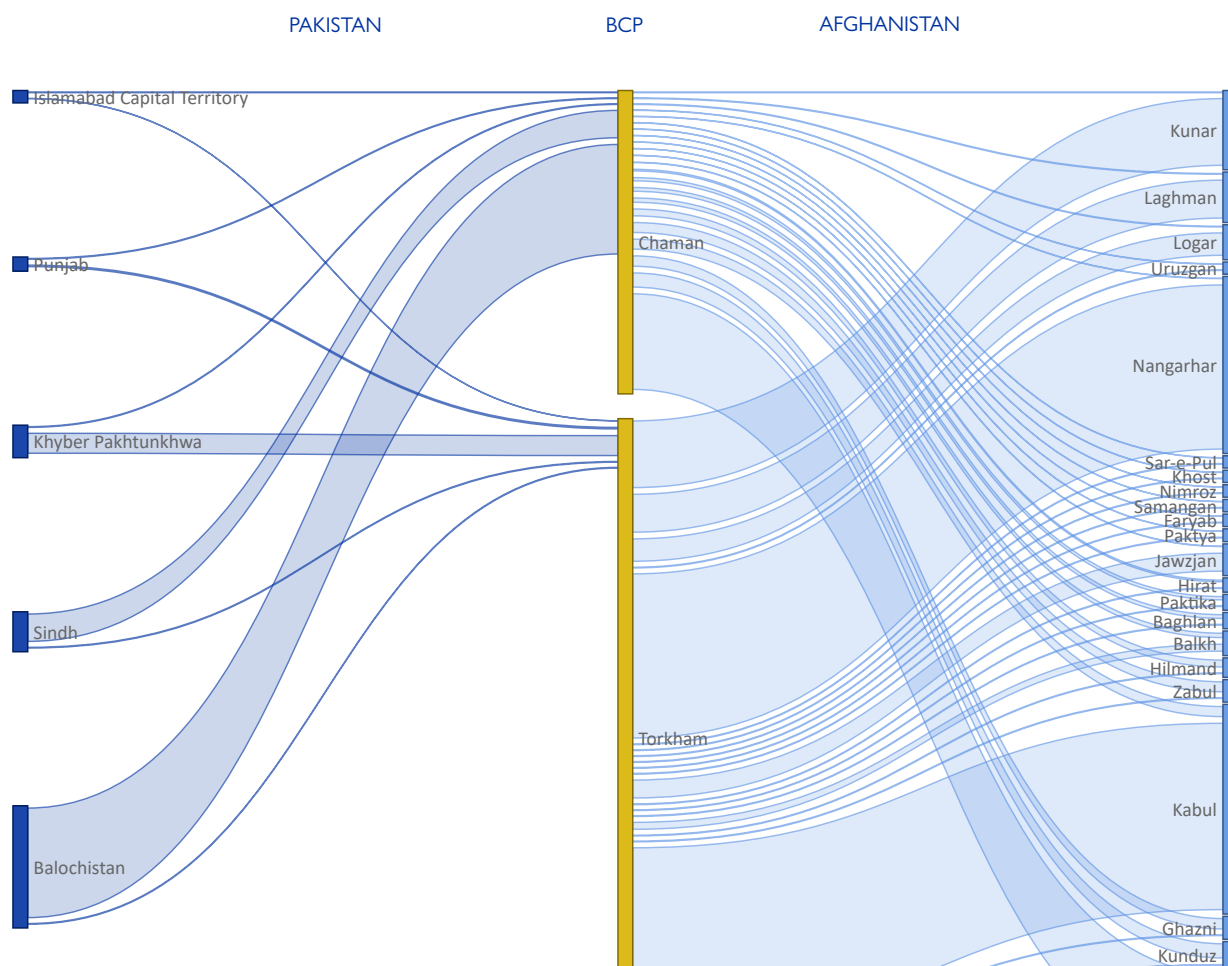 PAKISTAN BCP AFGHANISTAN
Islamabad Capital Territory
Kunar
Laghman
Chaman
Logar
Punjab
Uruzgan
Nangarhar
Khyber Pakhtunkhwa
Sar-e-Pul
Khost
Nimroz
Samangan
Faryab
Paktya
Jawzjan
Hirat
Paktika
Baghlan
Sindh
Balkh
Hilmand
Zabul
Torkham
Kabul
Balochistan
Ghazni
Kunduz